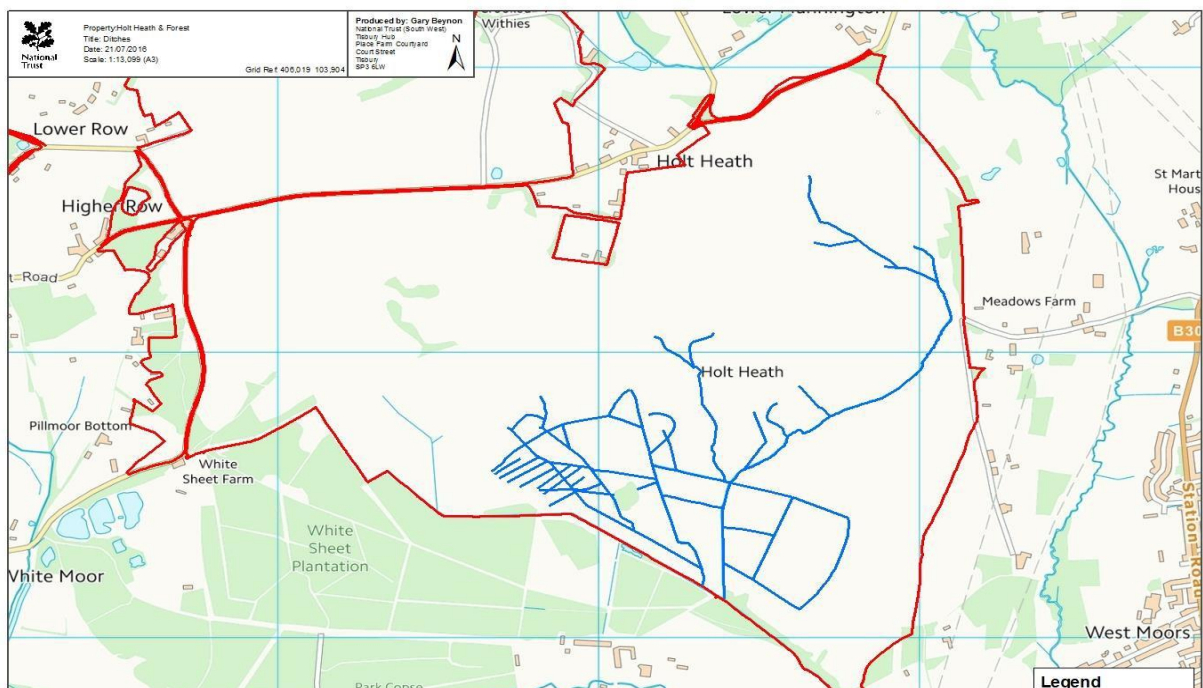 National
Trust
Property:Holt Heath & Forest
Title: Ditches
Date: 21.07.2016
Scale: 1:13,099 (A3)
Grid Ref 406,019 103,904
Produced by: Gary Beynon
National Trust (South West)
Tisbury Hub
Place Farm Courtyard
Court Street
Tisbury
SP3 6LW
N
Withies
Lower Mannington
Lower Row
Holt Heath
Higher Row
St Mart
Hous
t Road
Meadows Farm
B30
Holt Heath
Pillmoor Bottom
White
Sheet Farm
White
Sheet
Plantation
White Moor
Station Road
West Moors
Park Copse
Legend